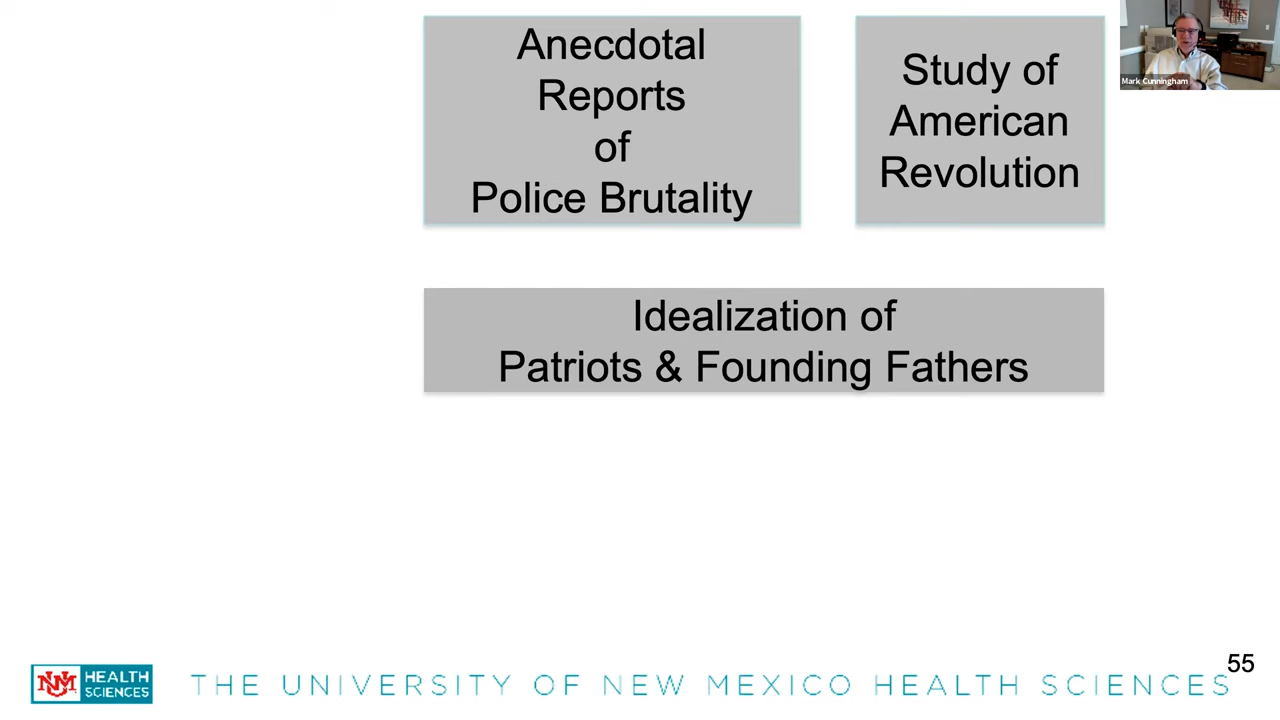 Anecdotal
Reports
of
Police Brutality
Study of
American
Revolution
Mark Cunningham
Idealization of
Patriots & Founding Fathers
55
UNM
HEALTH
SCIENCES
THE UNIVERSITY OF NEW MEXICO HEALTH SCIENCES